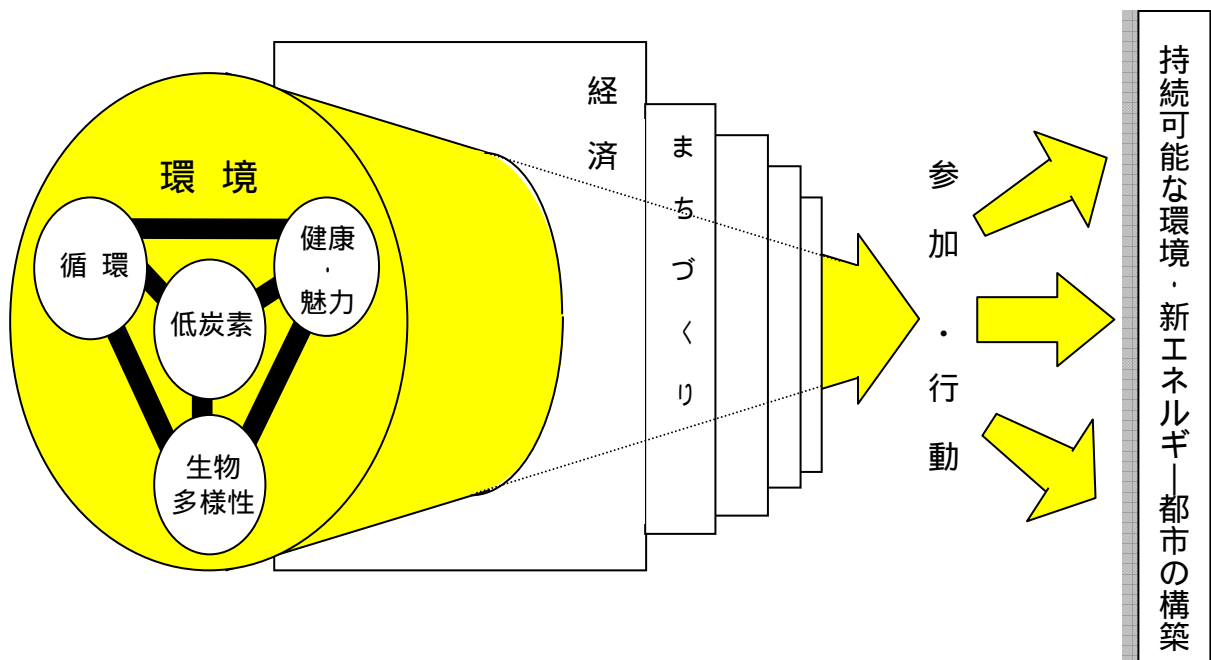 環 境
循 環
健康
・
魅力
低炭素
生物
多様性
経済
まちづくり
参加・行動
持続可能な環境・新エネルギー都市の構築